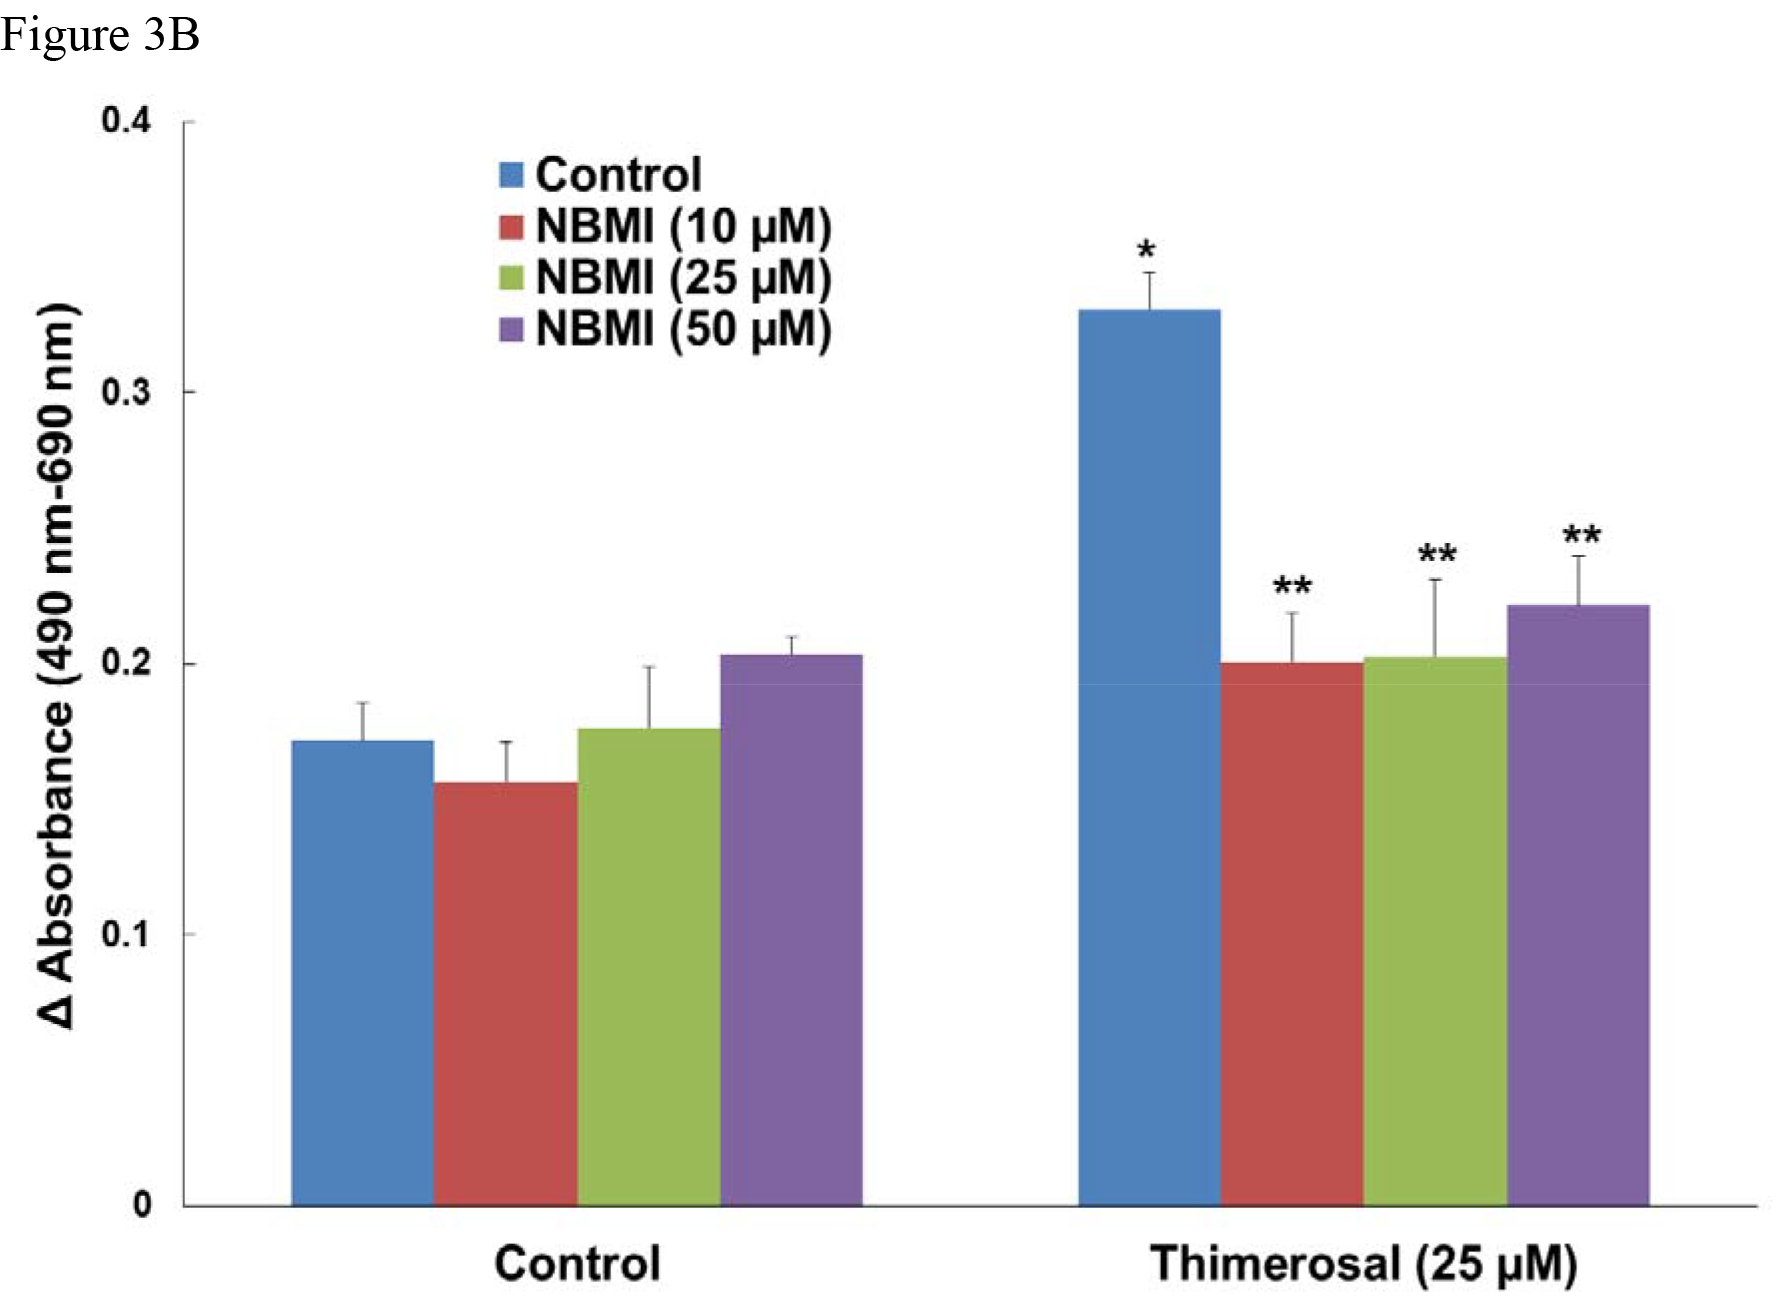 Figure 3B
0.4
0.3
0.2
0.1
0
Δ Absorbance (490 nm-690 nm)
Control
NBMI (10 µM)
NBMI (25 µM)
NBMI (50 µM)
*
**
**
**
Control
Thimerosal (25 µM)